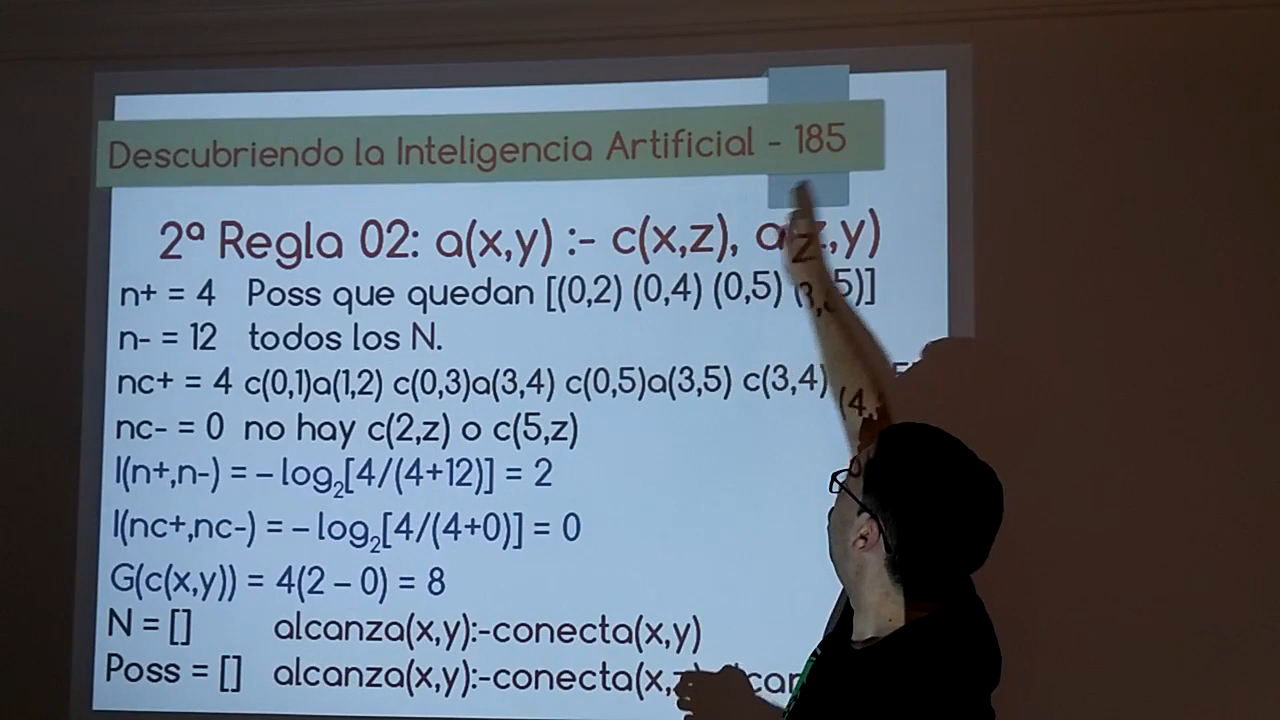 Descubriendo la Inteligencia Artificial - 185
2ª Regla 02: a(x,y) :- c(x,z), a(z,y)
n+ = 4 Poss que quedan [(0,2) (0,4) (0,5) (3,5)]
n- = 12 todos los N.
nc+ = 4 c(0,1)a(1,2) c(0,3)a(3,4) c(0,5)a(3,5) c(3,4)
nc- = 0 no hay c(2,z) o c(5,z)
I(n+,n-) = – log₂[4/(4+12)] = 2
I(nc+,nc-) = – log₂[4/(4+0)] = 0
G(c(x,y)) = 4(2 – 0) = 8
N = [] alcanza(x,y):-conecta(x,y)
Poss = [] alcanza(x,y):-conecta(x,